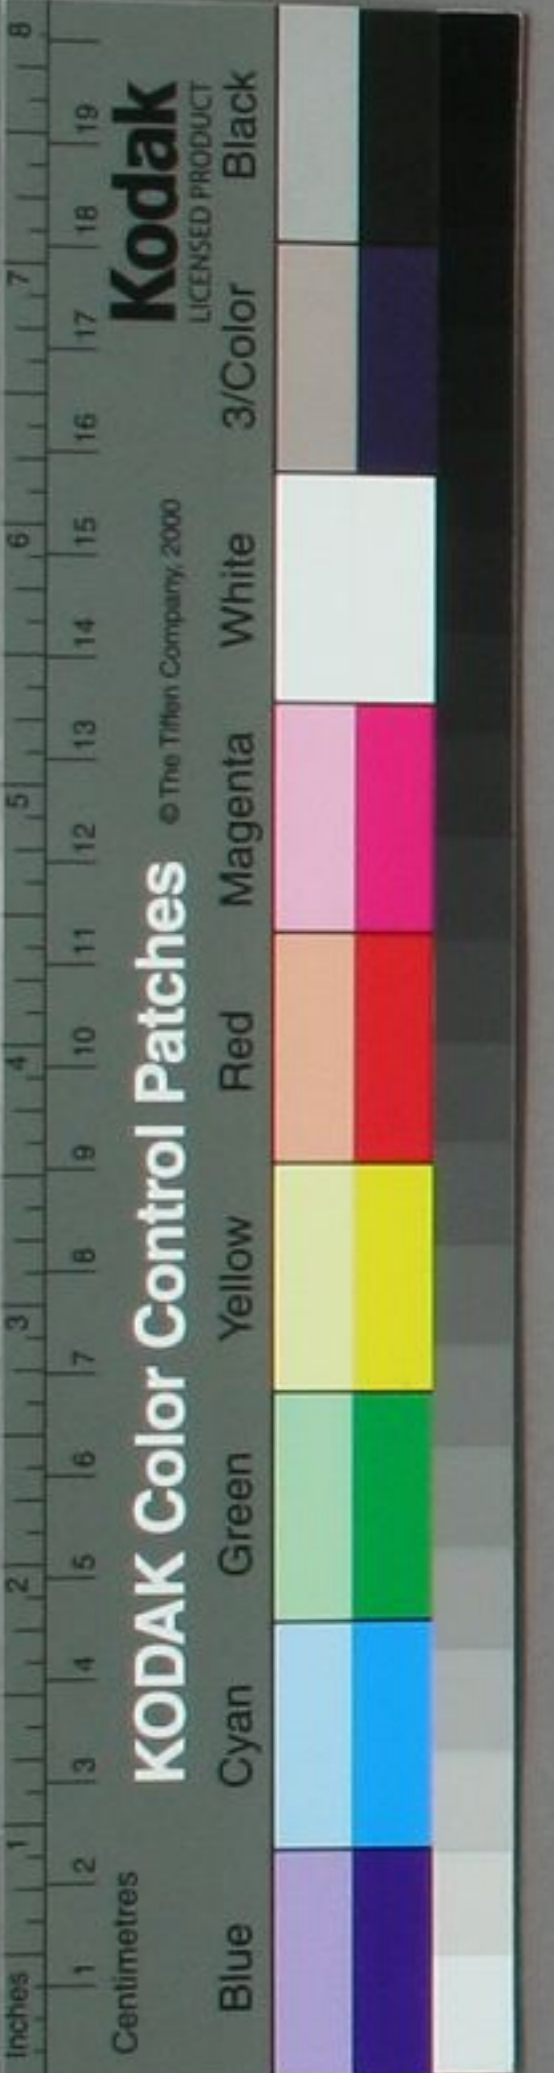 Inches 1 2 3 4 5 6 7 8
1 2 3 4 5 6 7 8 9 10 11 12 13 14 15 16 17 18 19
Centimetres
KODAK Color Control Patches © The Tiffen Company, 2000
Kodak
LICENSED PRODUCT
Blue Cyan Green Yellow Red Magenta White 3/Color Black